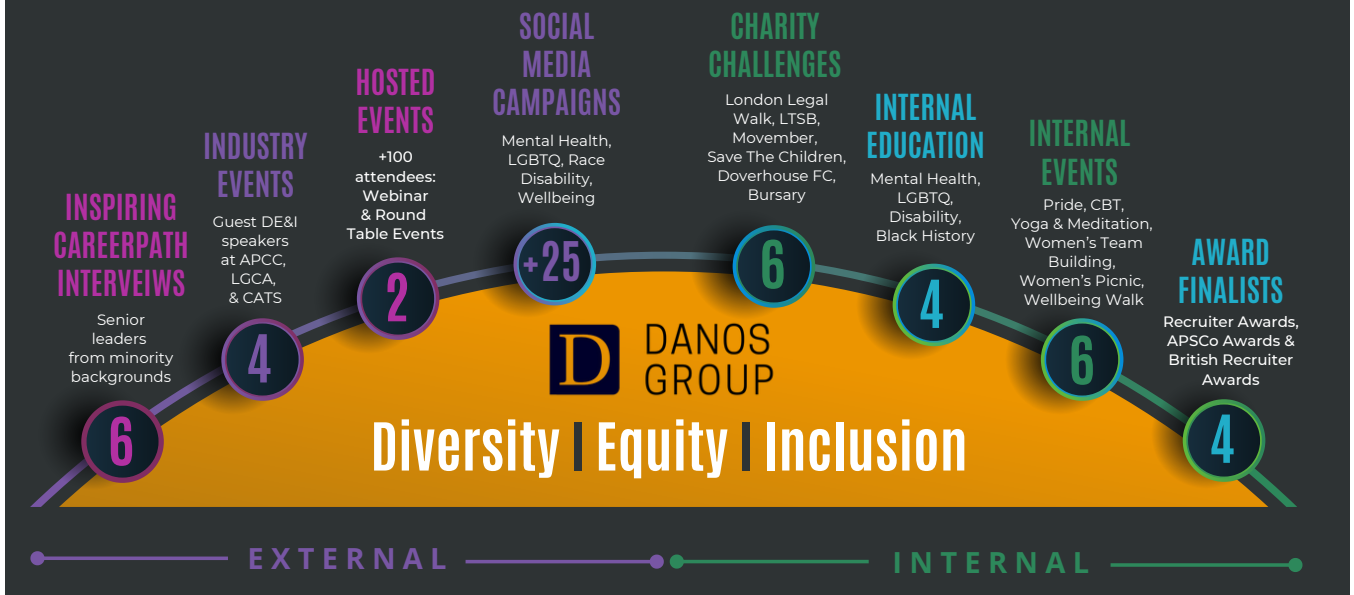 INSPIRING
CAREERPATH
INTERVEIWS
Senior
leaders
from minority
backgrounds
6
INDUSTRY
EVENTS
Guest DE&I
speakers
at APCC,
LGCA,
& CATS
4
HOSTED
EVENTS
+100
attendees:
Webinar
& Round
Table Events
2
SOCIAL
MEDIA
CAMPAIGNS
Mental Health,
LGBTQ, Race
Disability,
Wellbeing
+25
CHARITY
CHALLENGES
London Legal
Walk, LTSB,
Movember,
Save The Children,
Doverhouse FC,
Bursary
6
INTERNAL
EDUCATION
Mental Health,
LGBTQ,
Disability,
Black History
4
INTERNAL
EVENTS
Pride, CBT,
Yoga & Meditation,
Women's Team
Building,
Women's Picnic,
Wellbeing Walk
6
AWARD
FINALISTS
Recruiter Awards,
APSCo Awards &
British Recruiter
Awards
4
D
DANOS
GROUP
Diversity | Equity | Inclusion
EXTERNAL
INTERNAL